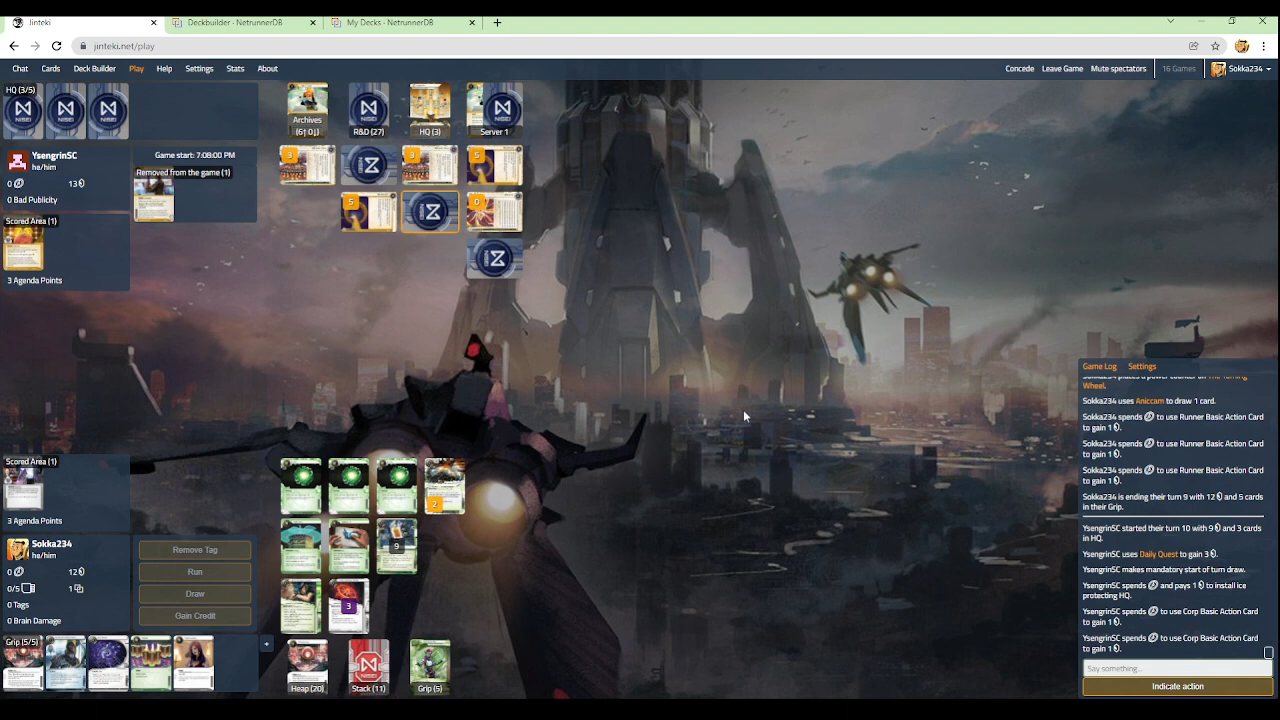 Jinteki
Deckbuilder · NetrunnerDB
My Decks · NetrunnerDB
jinteki.net/play
Chat
Cards
Deck Builder
Play
Help
Settings
Stats
About
Concede
Leave Game
Mute spectators
16 Games
Sokka234
HQ (3/5)
YsengrinSC
he/him
0
13
0 Bad Publicity
Game start: 7:08:00 PM
Removed from the game (1)
Scored Area (1)
3 Agenda Points
Archives
(6↑ 0↓)
R&D (27)
HQ (3)
Server 1
3
3
5
5
0
NISEI
NISEI
NISEI
Scored Area (1)
3 Agenda Points
Sokka234
he/him
0
12
0/5
1
0 Tags
Remove Tag
Run
Draw
Gain Credit
2
9
3
Grip (5/5)
Heap (20)
Stack (11)
Grip (5)
Game Log
Settings
Wheel.
Sokka234 uses Aniccam to draw 1 card.
Sokka234 spends to use Runner Basic Action Card
to gain 1
Sokka234 spends to use Runner Basic Action Card
to gain 1
Sokka234 spends to use Runner Basic Action Card
to gain 1
Sokka234 is ending their turn 9 with 12 and 5 cards
in their Grip.
YsengrinSC started their turn 10 with 9 and 3 cards
in HQ.
YsengrinSC uses Daily Quest to gain 3
YsengrinSC makes mandatory start of turn draw.
YsengrinSC spends and pays 1 to install ice
protecting HQ.
YsengrinSC spends to use Corp Basic Action Card
to gain 1
YsengrinSC spends to use Corp Basic Action Card
to gain 1
Say something...
Indicate action